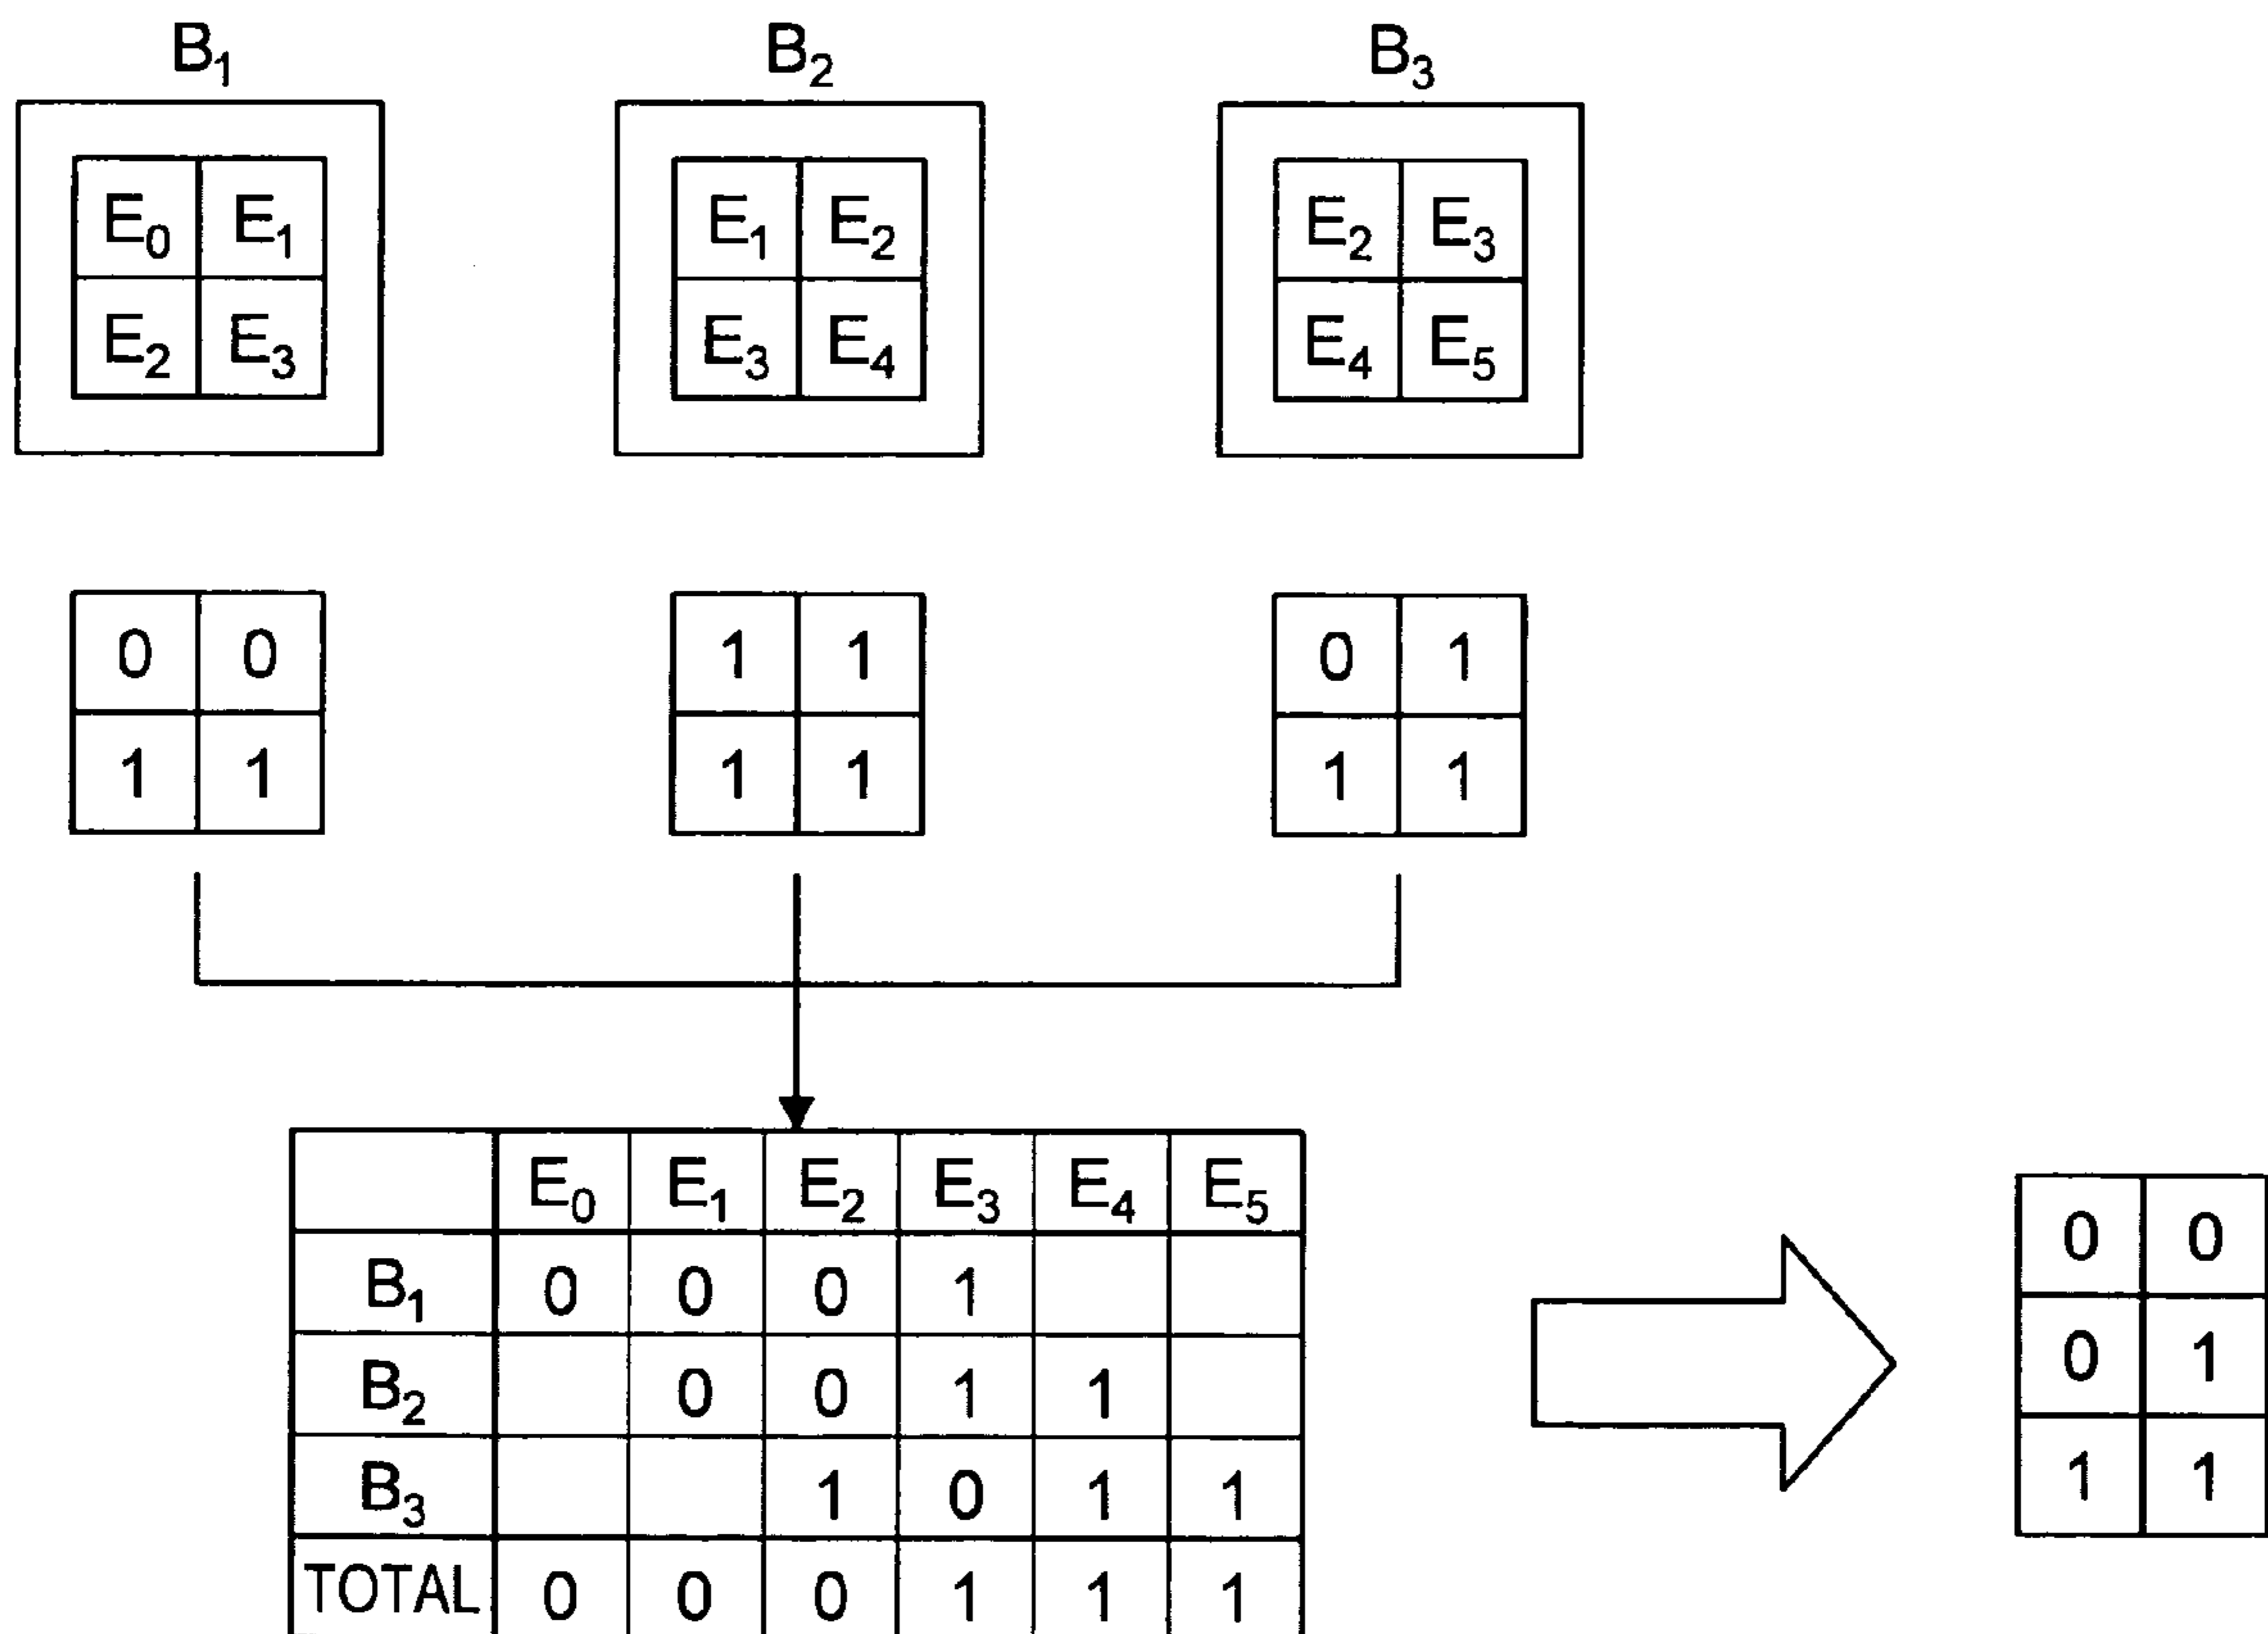 B₁ B₂ B₃
E₀ E₁ E₁ E₂ E₂ E₃
E₂ E₃ E₃ E₄ E₄ E₅
0 0 1 1 0 1
1 1 1 1 1 1
E₀ E₁ E₂ E₃ E₄ E₅
B₁ 0 0 0 1
B₂ 0 0 1 1
B₃ 1 0 1 1
TOTAL 0 0 0 1 1 1
0 0
0 1
1 1